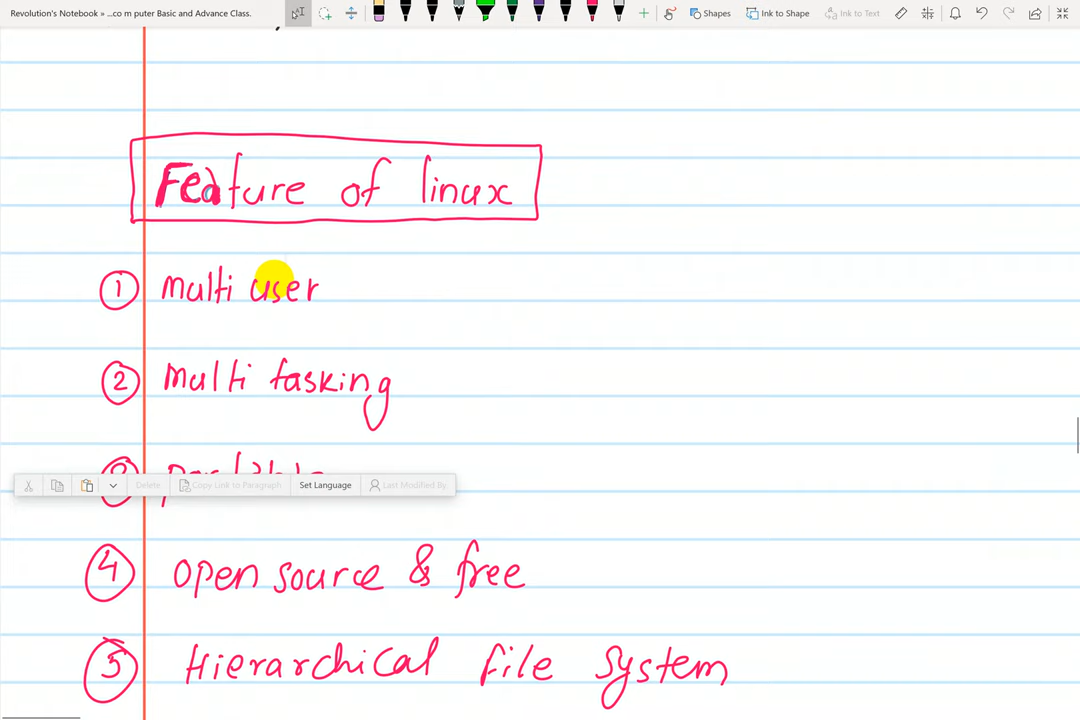 Revolution's Notebook » ...co m puter Basic and Advance Class.
Shapes Ink to Shape Ink to Text
Feature of linux
① multi user
② multi tasking
③ portable
Delete Copy Link to Paragraph Set Language Last Modified By
④ open source & free
⑤ Hierarchical file system